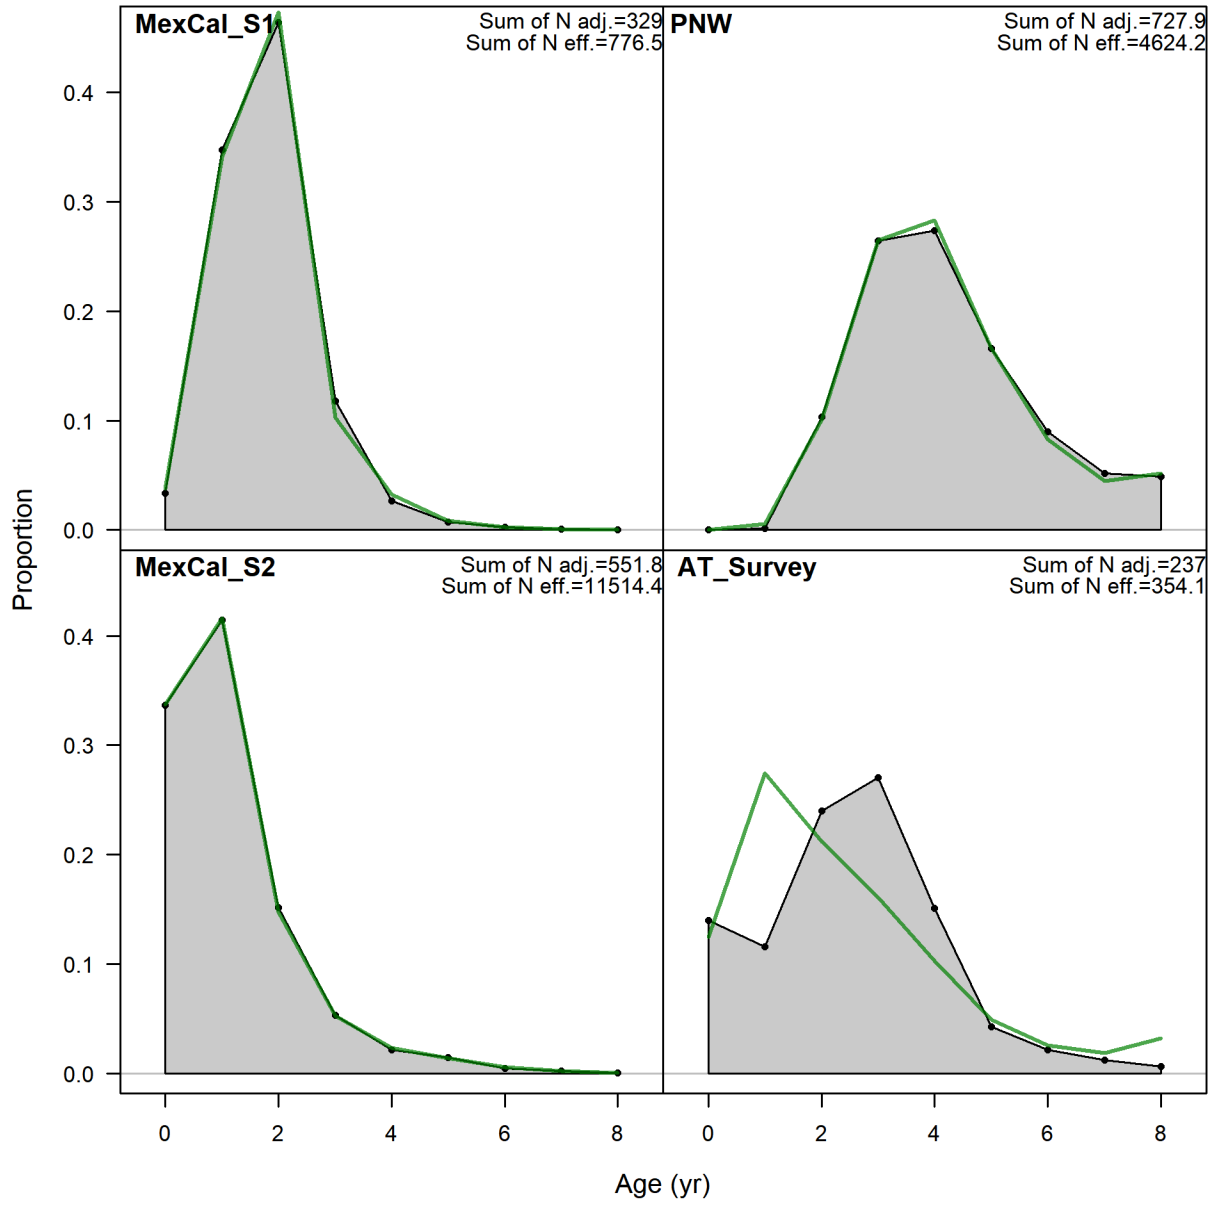 MexCal_S1
Sum of N adj.=329
Sum of N eff.=776.5
PNW
Sum of N adj.=727.9
Sum of N eff.=4624.2
0.4
0.3
0.2
0.1
0.0
MexCal_S2
Sum of N adj.=551.8
Sum of N eff.=11514.4
AT_Survey
Sum of N adj.=237
Sum of N eff.=354.1
0.4
0.3
0.2
0.1
0.0
Proportion
0 2 4 6 8
0 2 4 6 8
Age (yr)